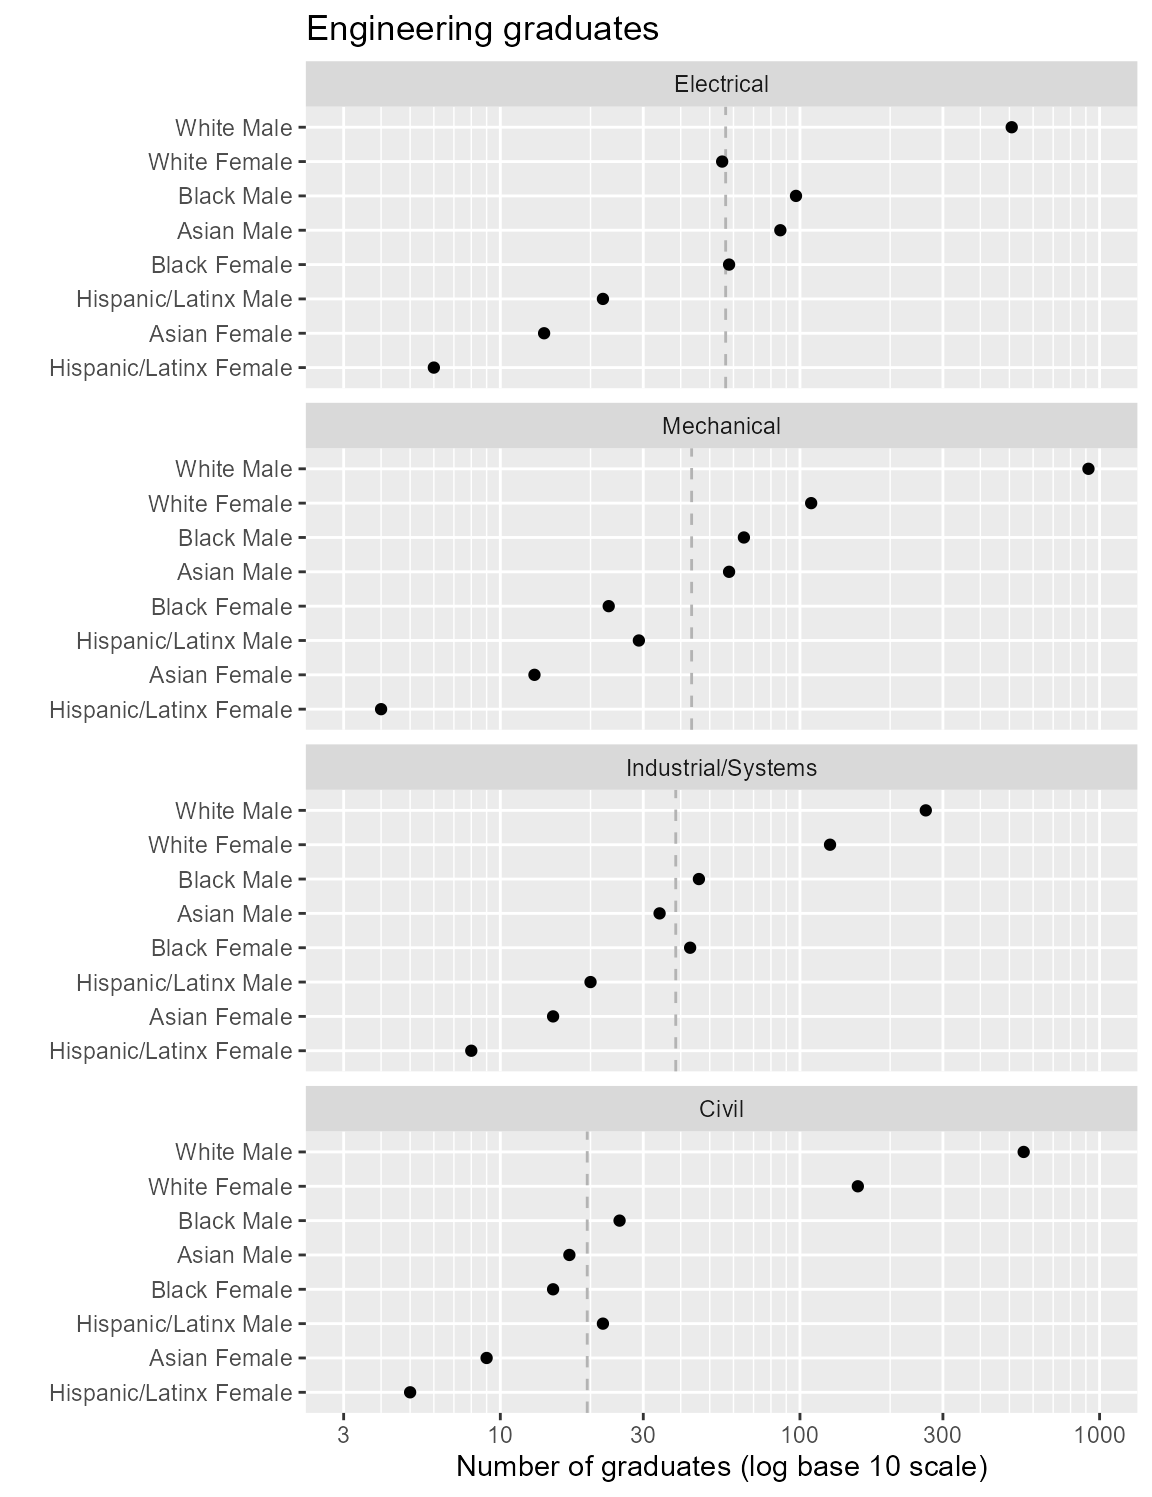 Engineering graduates
Electrical
White Male
White Female
Black Male
Asian Male
Black Female
Hispanic/Latinx Male
Asian Female
Hispanic/Latinx Female
Mechanical
White Male
White Female
Black Male
Asian Male
Black Female
Hispanic/Latinx Male
Asian Female
Hispanic/Latinx Female
Industrial/Systems
White Male
White Female
Black Male
Asian Male
Black Female
Hispanic/Latinx Male
Asian Female
Hispanic/Latinx Female
Civil
White Male
White Female
Black Male
Asian Male
Black Female
Hispanic/Latinx Male
Asian Female
Hispanic/Latinx Female
3 10 30 100 300 1000
Number of graduates (log base 10 scale)